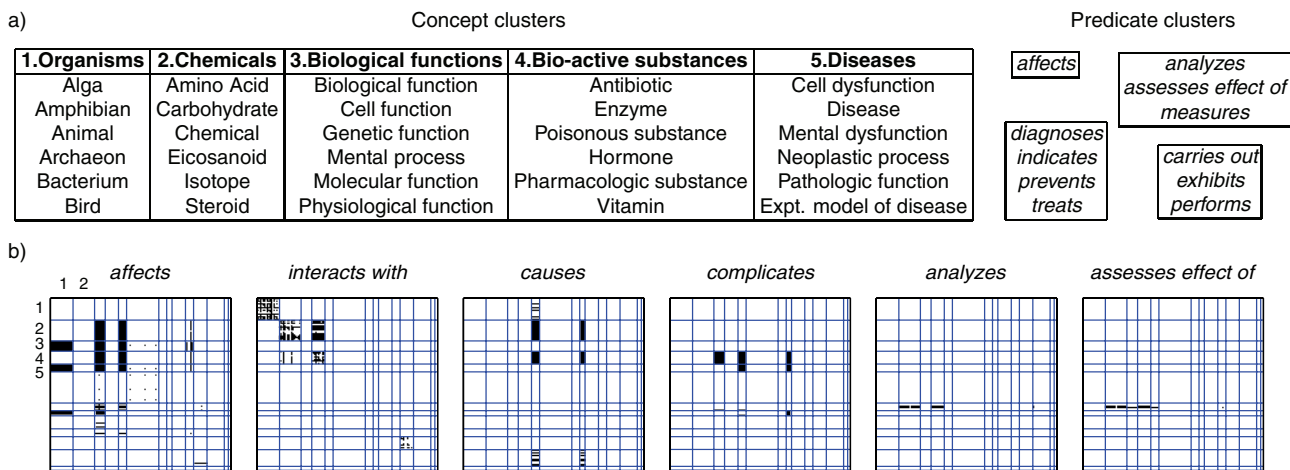 a)
Concept clusters
Predicate clusters
1.Organisms 2.Chemicals 3.Biological functions 4.Bio-active substances 5.Diseases
Alga Amino Acid Biological function Antibiotic Cell dysfunction
Amphibian Carbohydrate Cell function Enzyme Disease
Animal Chemical Genetic function Poisonous substance Mental dysfunction
Archaeon Eicosanoid Mental process Hormone Neoplastic process
Bacterium Isotope Molecular function Pharmacologic substance Pathologic function
Bird Steroid Physiological function Vitamin Expt. model of disease
affects
analyzes
assesses effect of
measures
diagnoses
indicates
prevents
treats
carries out
exhibits
performs
b)
affects interacts with causes complicates analyzes assesses effect of
1 2
1
2
3
4
5